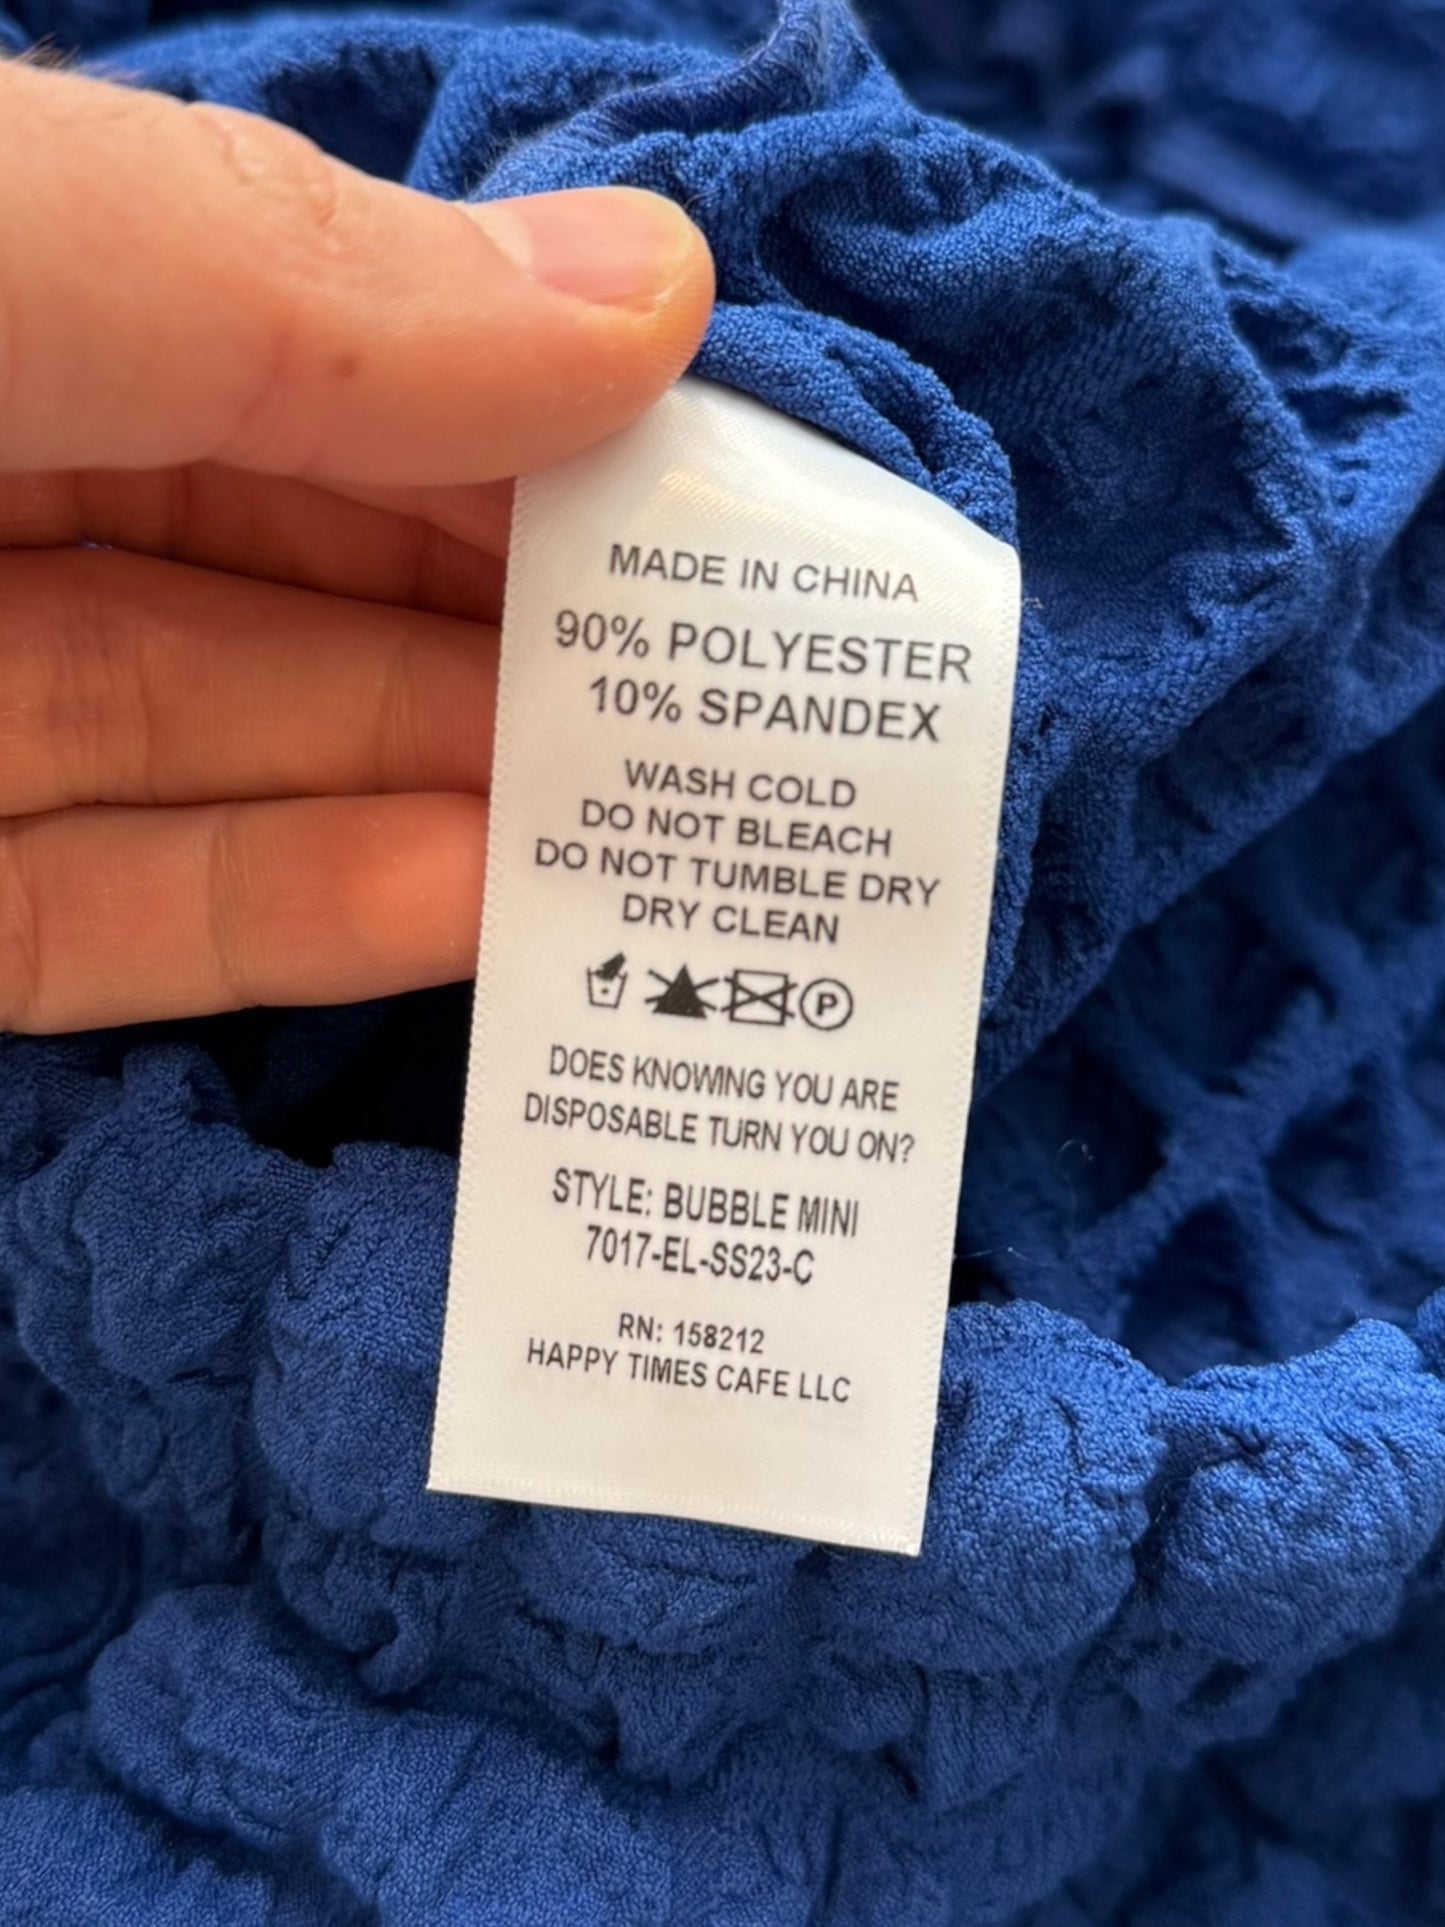 MADE IN CHINA
90% POLYESTER
10% SPANDEX
WASH COLD
DO NOT BLEACH
DO NOT TUMBLE DRY
DRY CLEAN
P
DOES KNOWING YOU ARE
DISPOSABLE TURN YOU ON?
STYLE: BUBBLE MINI
7017-EL-SS23-C
RN: 158212
HAPPY TIMES CAFE LLC